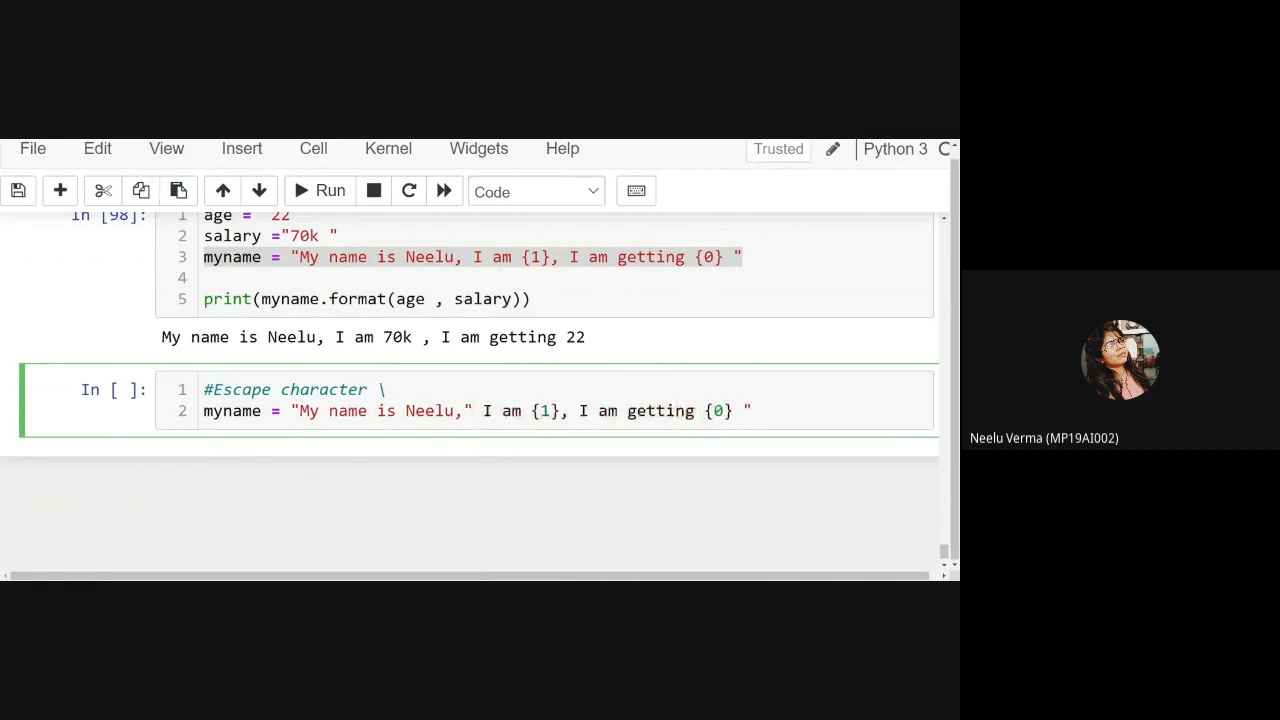 File Edit View Insert Cell Kernel Widgets Help Trusted Python 3
Run Code
In [98]: 1 age = 22
2 salary ="70k "
3 myname = "My name is Neelu, I am {1}, I am getting {0} "
4
5 print(myname.format(age , salary))
My name is Neelu, I am 70k , I am getting 22
In [ ]: 1 #Escape character \
2 myname = "My name is Neelu," I am {1}, I am getting {0} "
Neelu Verma (MP19AI002)